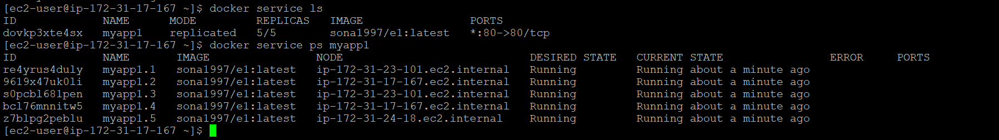 [ec2-user@ip-172-31-17-167 ~]$ docker service ls
ID             NAME      MODE         REPLICAS   IMAGE                PORTS
dovkp3xte4sx   myapp1    replicated   5/5        sona1997/e1:latest   *:80->80/tcp
[ec2-user@ip-172-31-17-167 ~]$ docker service ps myapp1
ID             NAME       IMAGE                NODE                            DESIRED STATE   CURRENT STATE                ERROR     PORTS
re4yrus4duly   myapp1.1   sona1997/e1:latest   ip-172-31-23-101.ec2.internal   Running         Running about a minute ago
9619x47uk0li   myapp1.2   sona1997/e1:latest   ip-172-31-17-167.ec2.internal   Running         Running about a minute ago
s0pcbl681pen   myapp1.3   sona1997/e1:latest   ip-172-31-23-101.ec2.internal   Running         Running about a minute ago
bcl76mnnitw5   myapp1.4   sona1997/e1:latest   ip-172-31-17-167.ec2.internal   Running         Running about a minute ago
z7blpg2peblu   myapp1.5   sona1997/e1:latest   ip-172-31-24-18.ec2.internal    Running         Running about a minute ago
[ec2-user@ip-172-31-17-167 ~]$